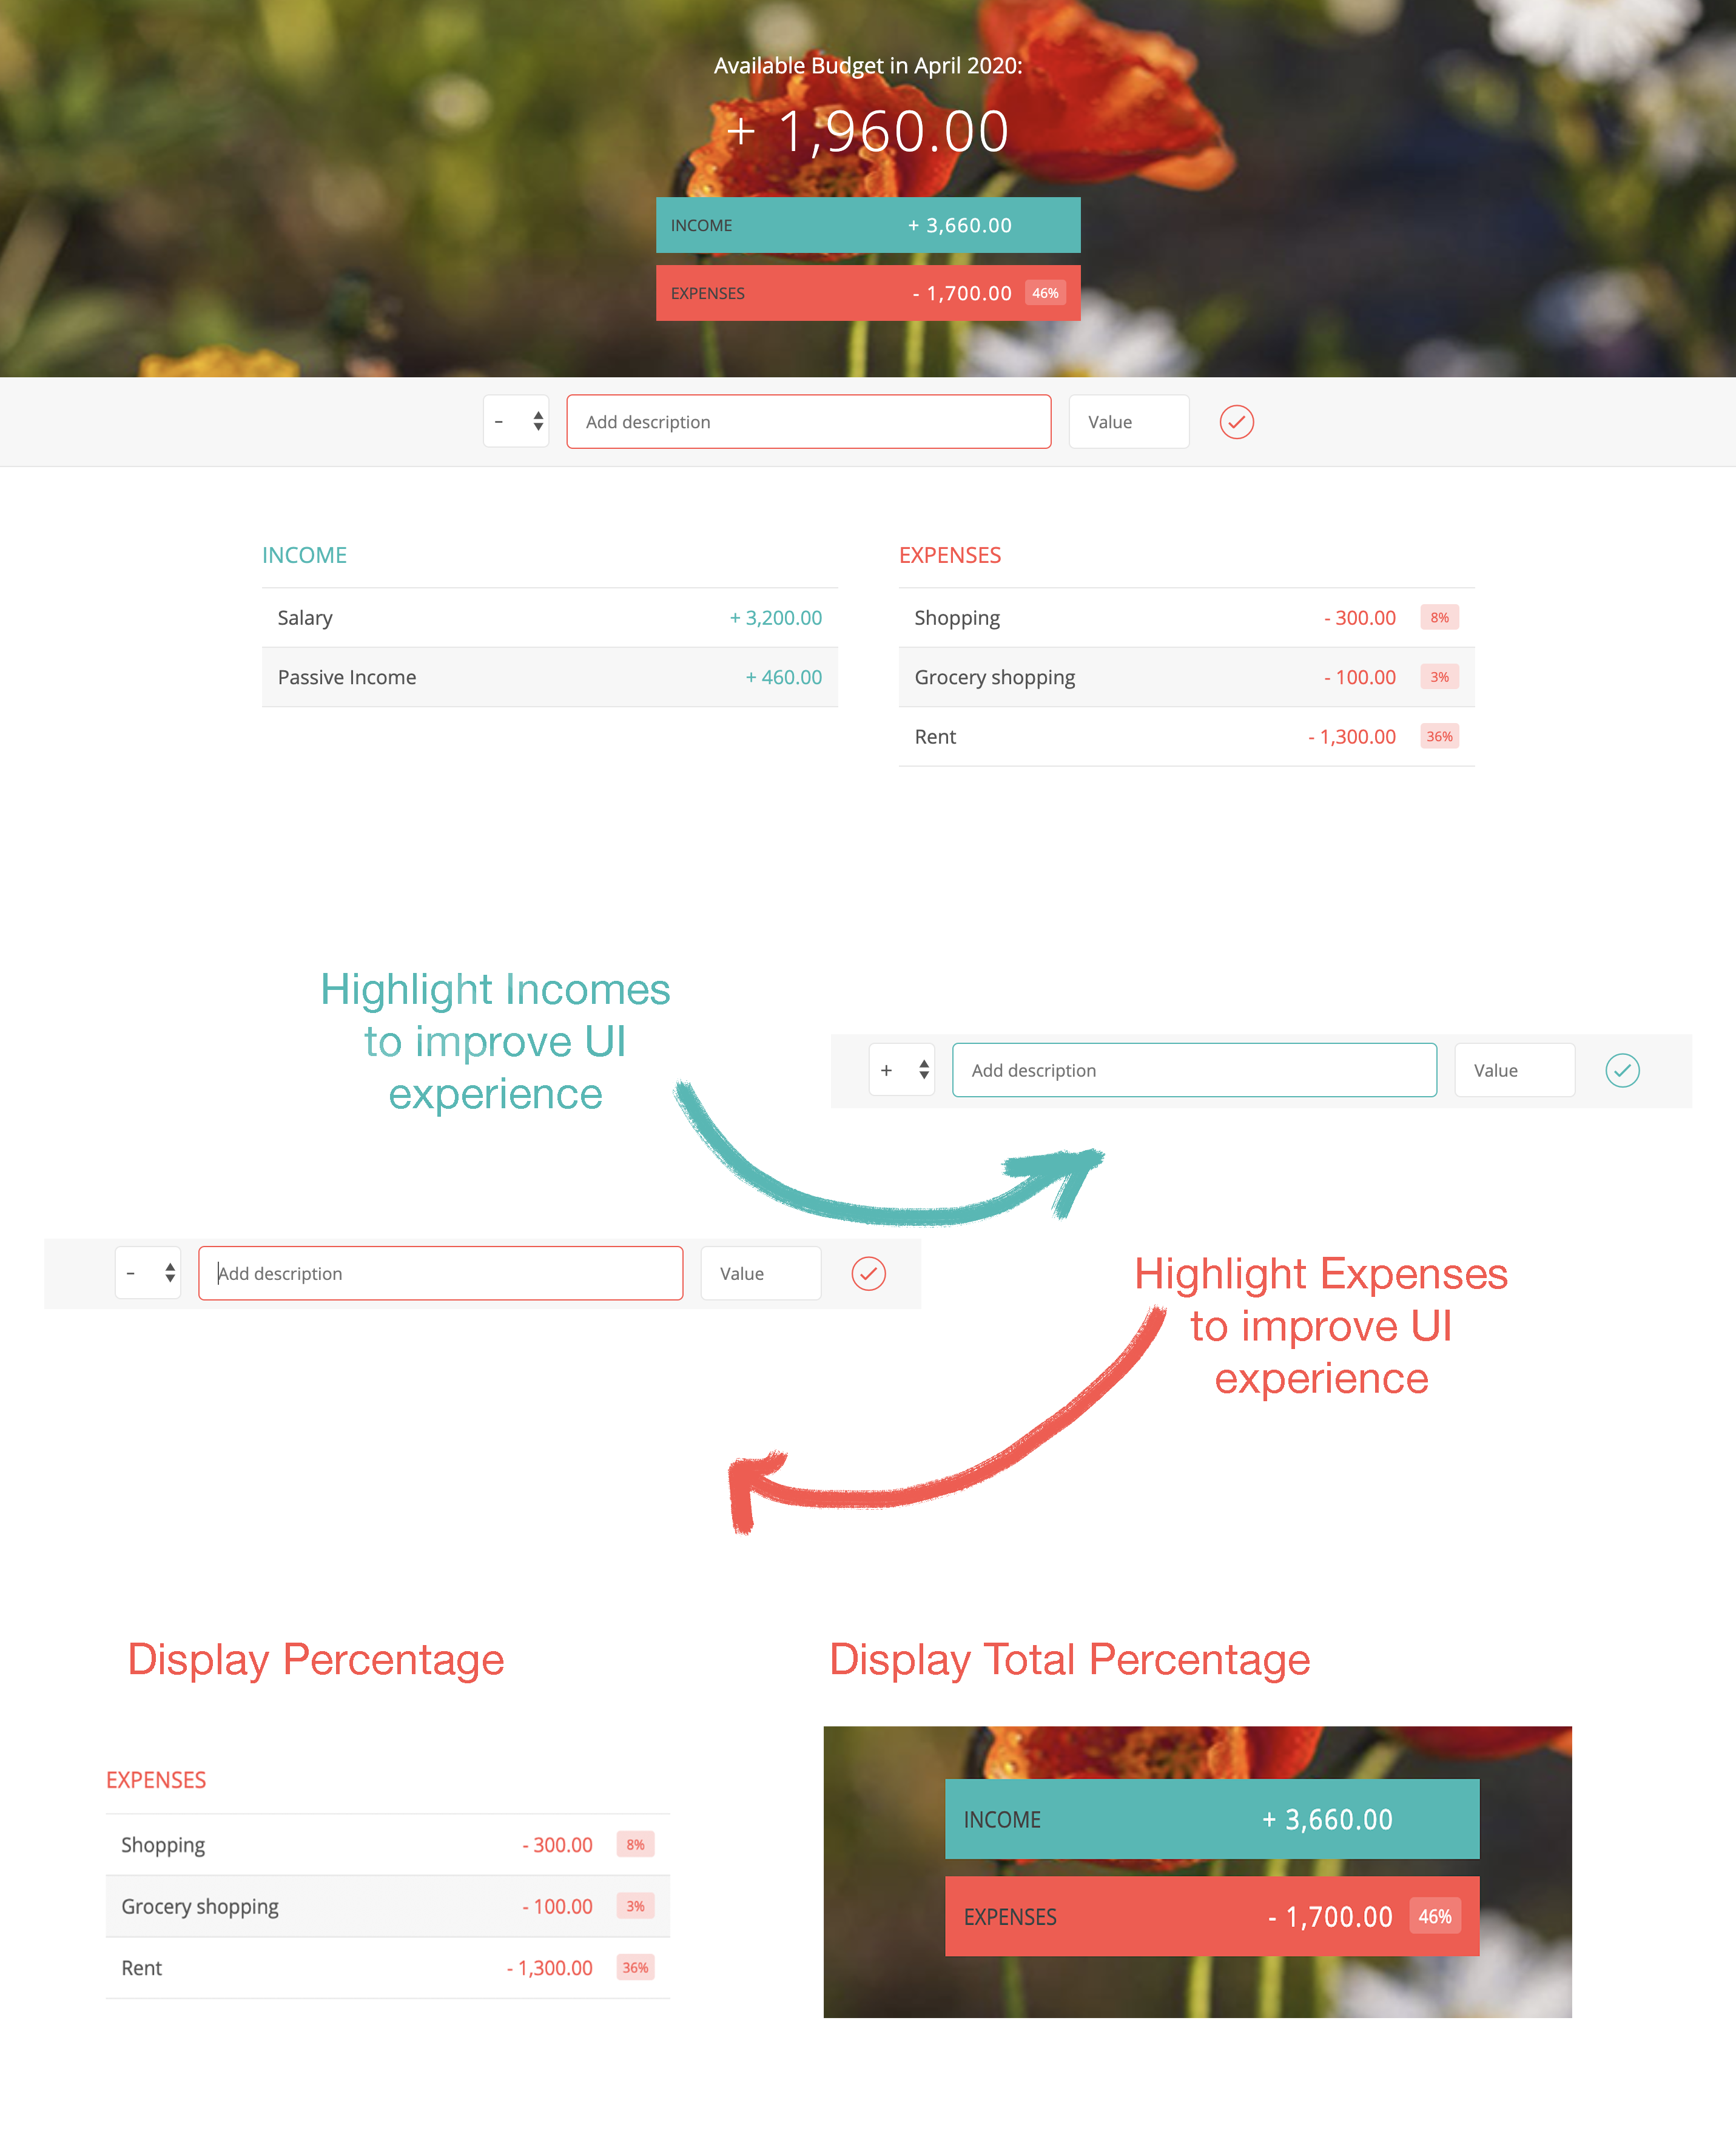 Available Budget in April 2020:
+ 1,960.00
INCOME + 3,660.00
EXPENSES - 1,700.00 46%
- Add description Value
INCOME
Salary + 3,200.00
Passive Income + 460.00
EXPENSES
Shopping - 300.00 8%
Grocery shopping - 100.00 3%
Rent - 1,300.00 36%
Highlight Incomes
to improve UI
experience
+ Add description Value
- Add description Value
Highlight Expenses
to improve UI
experience
Display Percentage
EXPENSES
Shopping - 300.00 8%
Grocery shopping - 100.00 3%
Rent - 1,300.00 36%
Display Total Percentage
INCOME + 3,660.00
EXPENSES - 1,700.00 46%